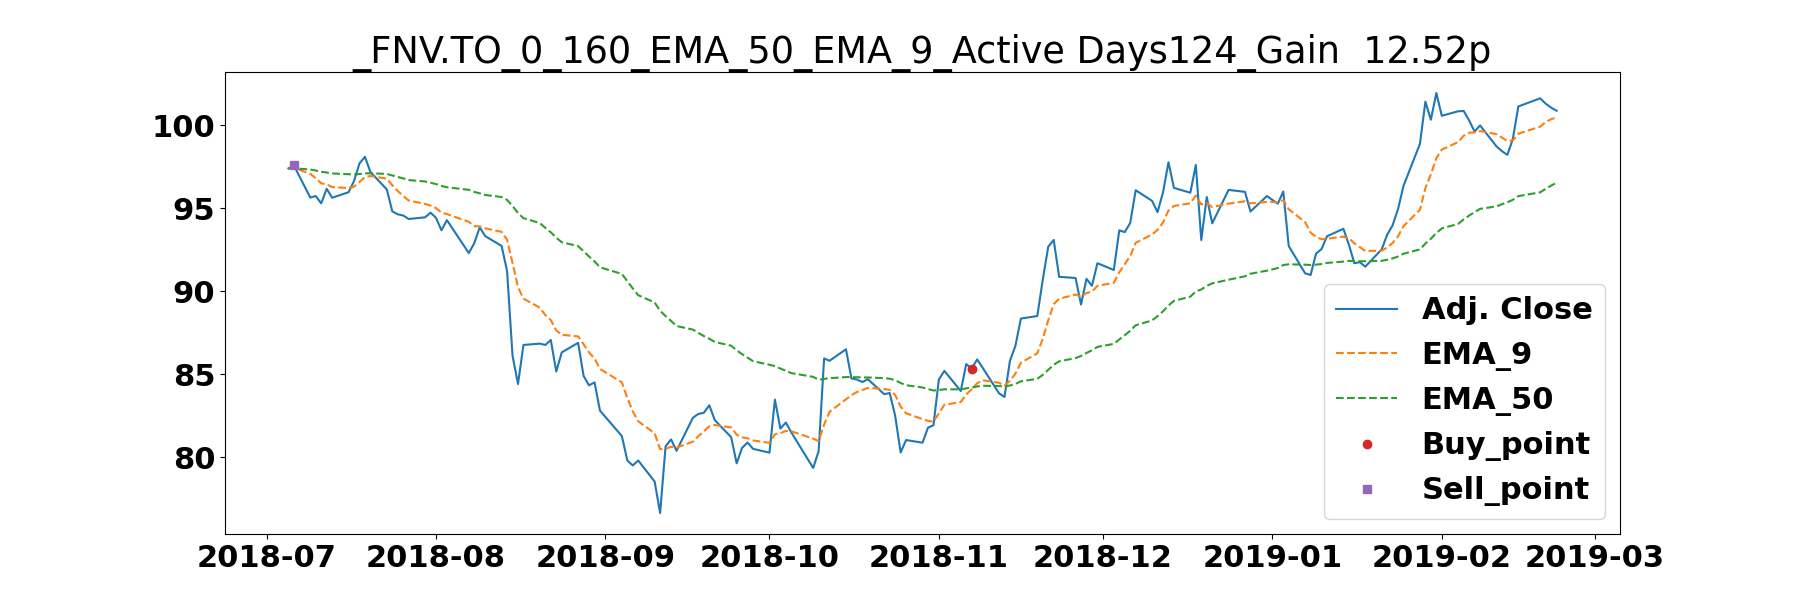 _FNV.TO_0_160_EMA_50_EMA_9_Active Days124_Gain  12.52p
100
95
90
85
80
2018-07 2018-08 2018-09 2018-10 2018-11 2018-12 2019-01 2019-02 2019-03
Adj. Close
EMA_9
EMA_50
Buy_point
Sell_point